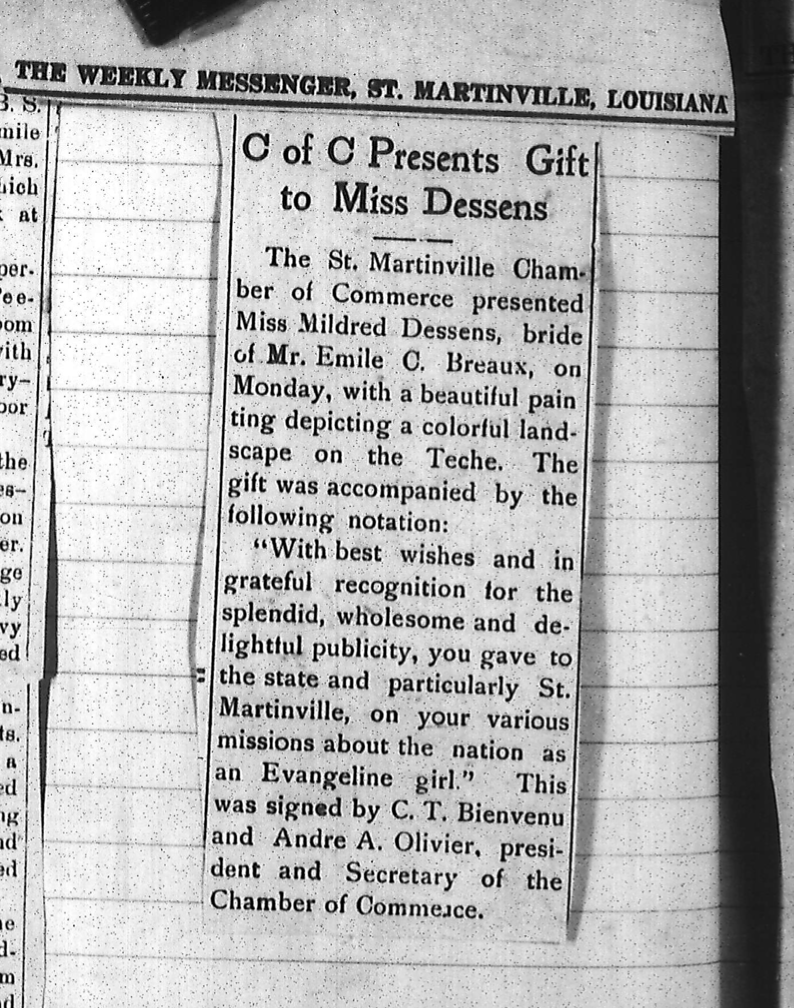 THE WEEKLY MESSENGER, ST. MARTINVILLE, LOUISIANA
C of C Presents Gift
to Miss Dessens
The St. Martinville Cham-
ber of Commerce presented
Miss Mildred Dessens, bride
of Mr. Emile C. Breaux, on
Monday, with a beautiful pain
ting depicting a colorful land-
scape on the Teche. The
gift was accompanied by the
following notation:
"With best wishes and in
grateful recognition for the
splendid, wholesome and de-
lightful publicity, you gave to
the state and particularly St.
Martinville, on your various
missions about the nation as
an Evangeline girl." This
was signed by C. T. Bienvenu
and Andre A. Olivier, presi-
dent and Secretary of the
Chamber of Commerce.